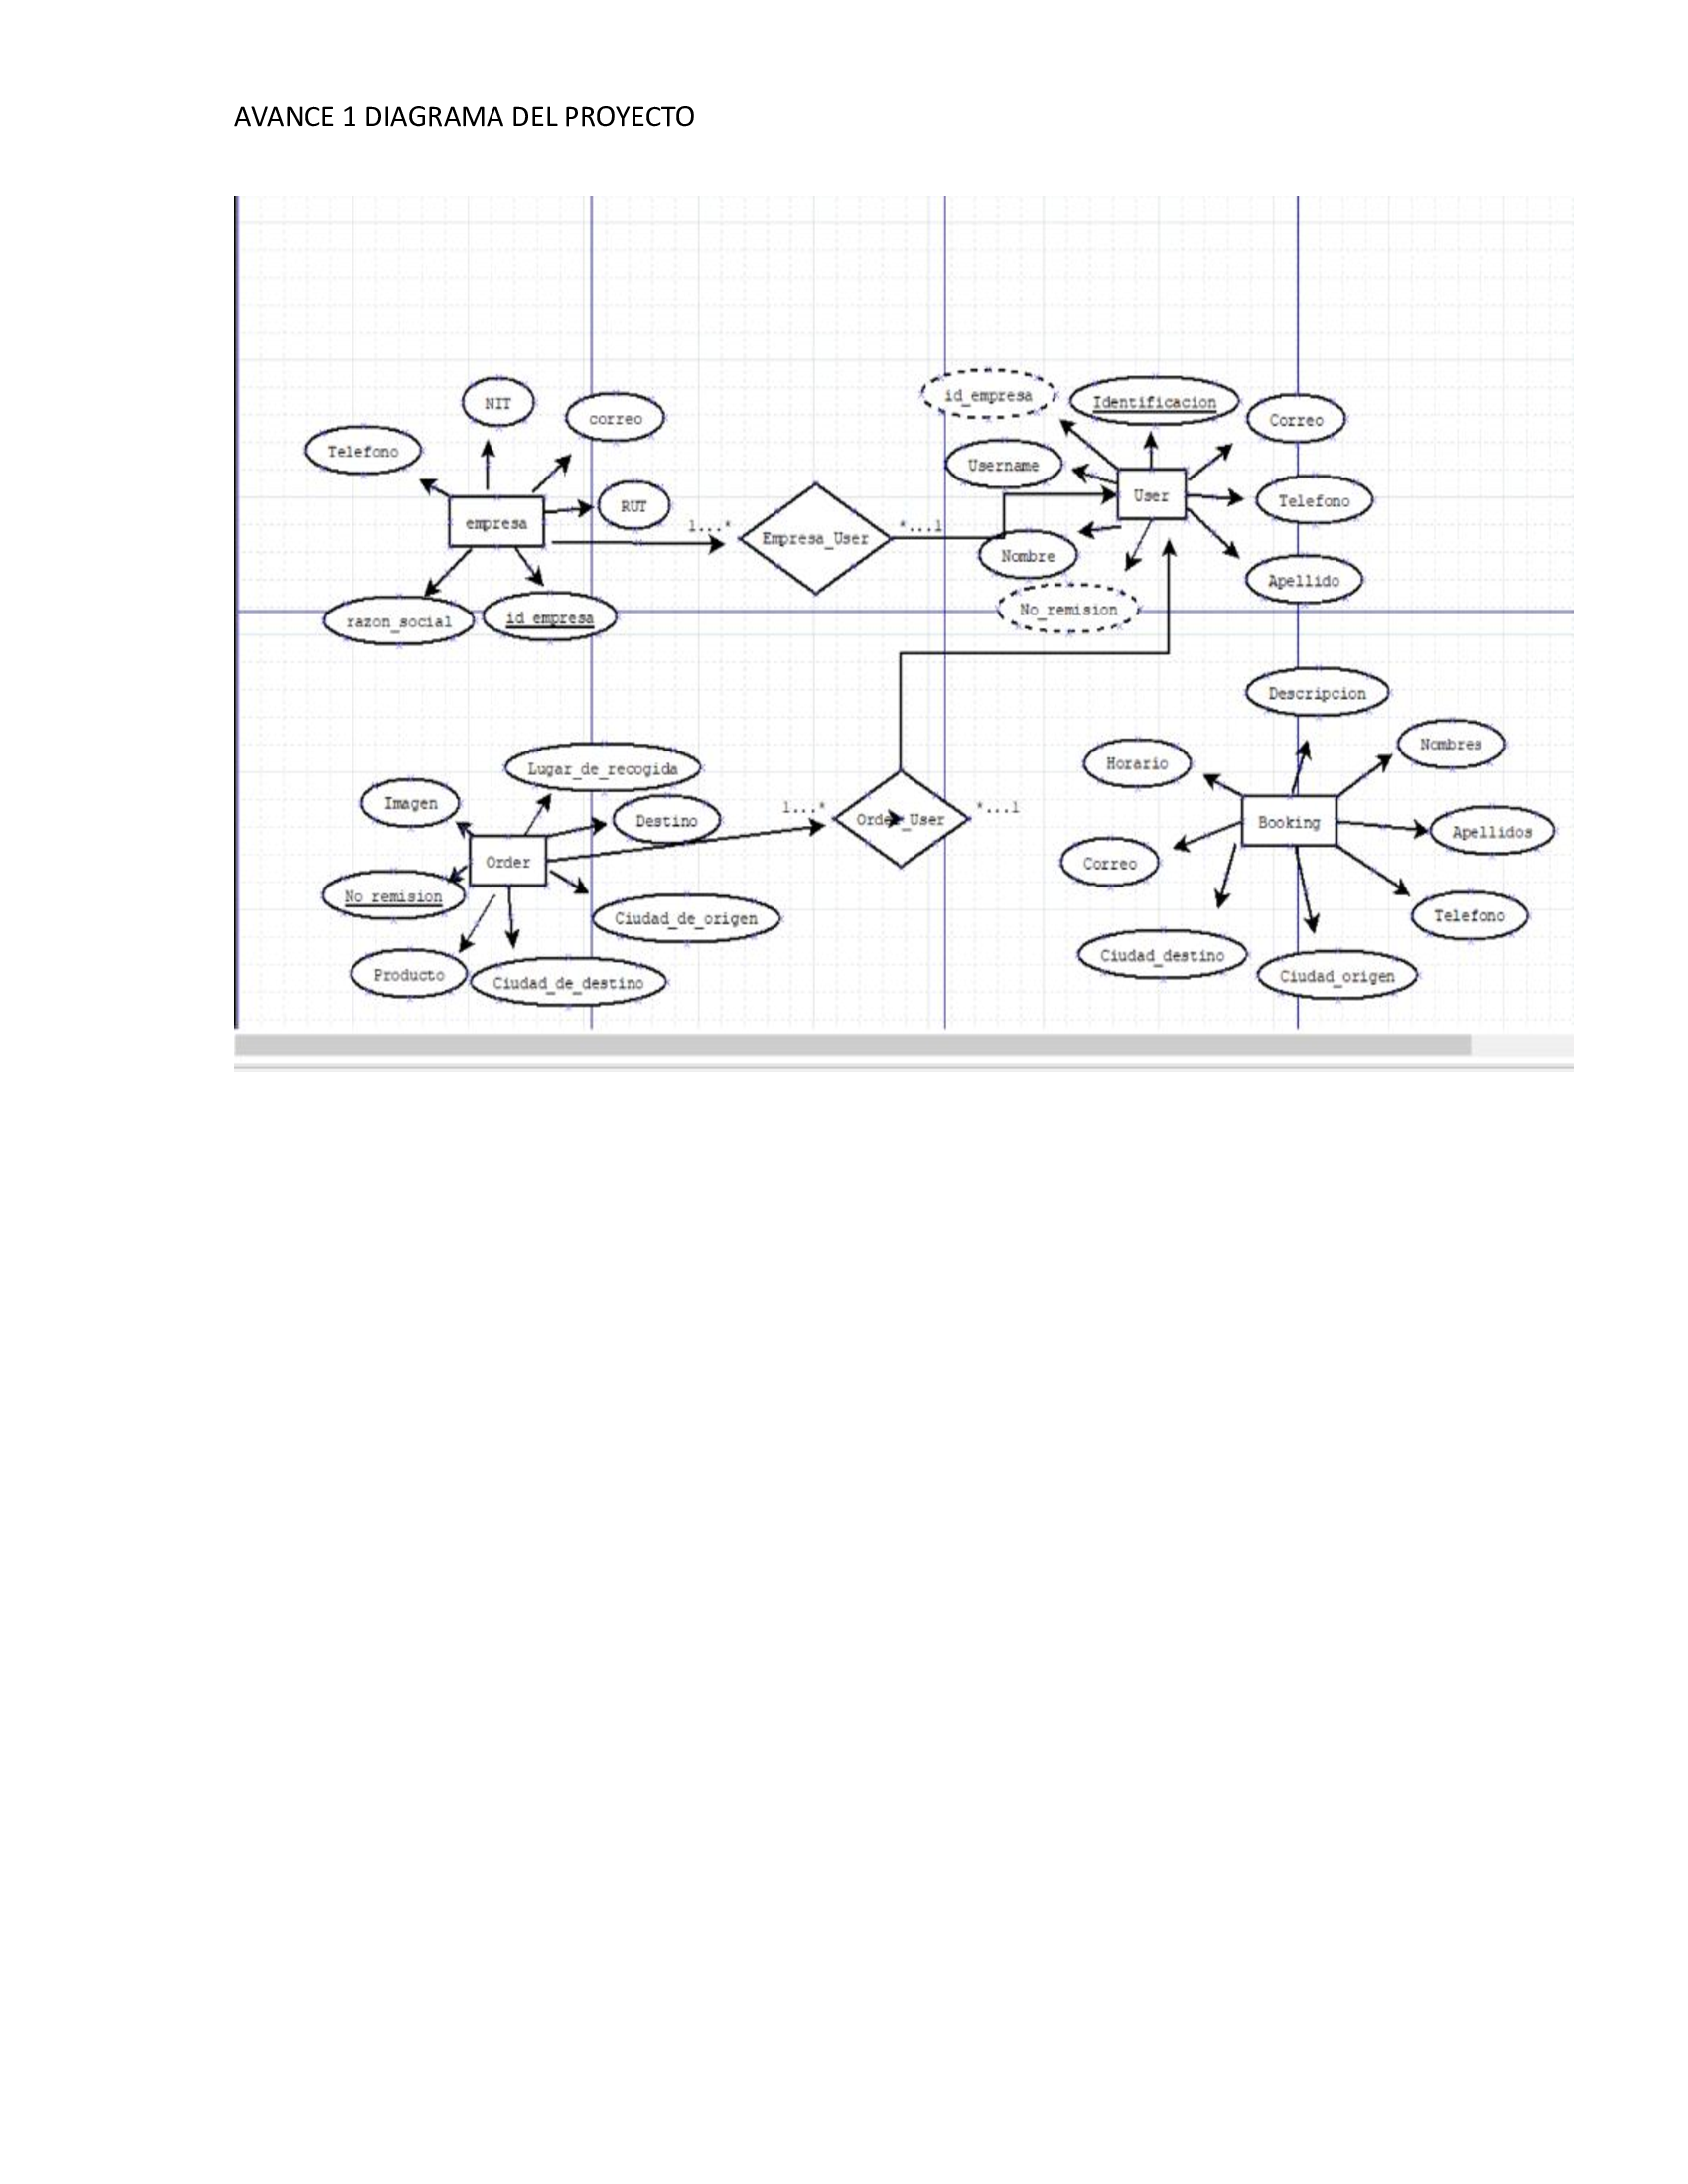 AVANCE 1 DIAGRAMA DEL PROYECTO
NIT
correo
Telefono
RUT
empresa
razon_social
id_empresa
1...*
Empresa_User
*...1
id_empresa
Identificacion
Correo
Username
User
Telefono
Nombre
Apellido
No_remision
Lugar_de_recogida
Imagen
Destino
Order
No_remision
Ciudad_de_origen
Producto
Ciudad_de_destino
1...*
Order_User
*...1
Descripcion
Nombres
Horario
Booking
Apellidos
Correo
Telefono
Ciudad_destino
Ciudad_origen